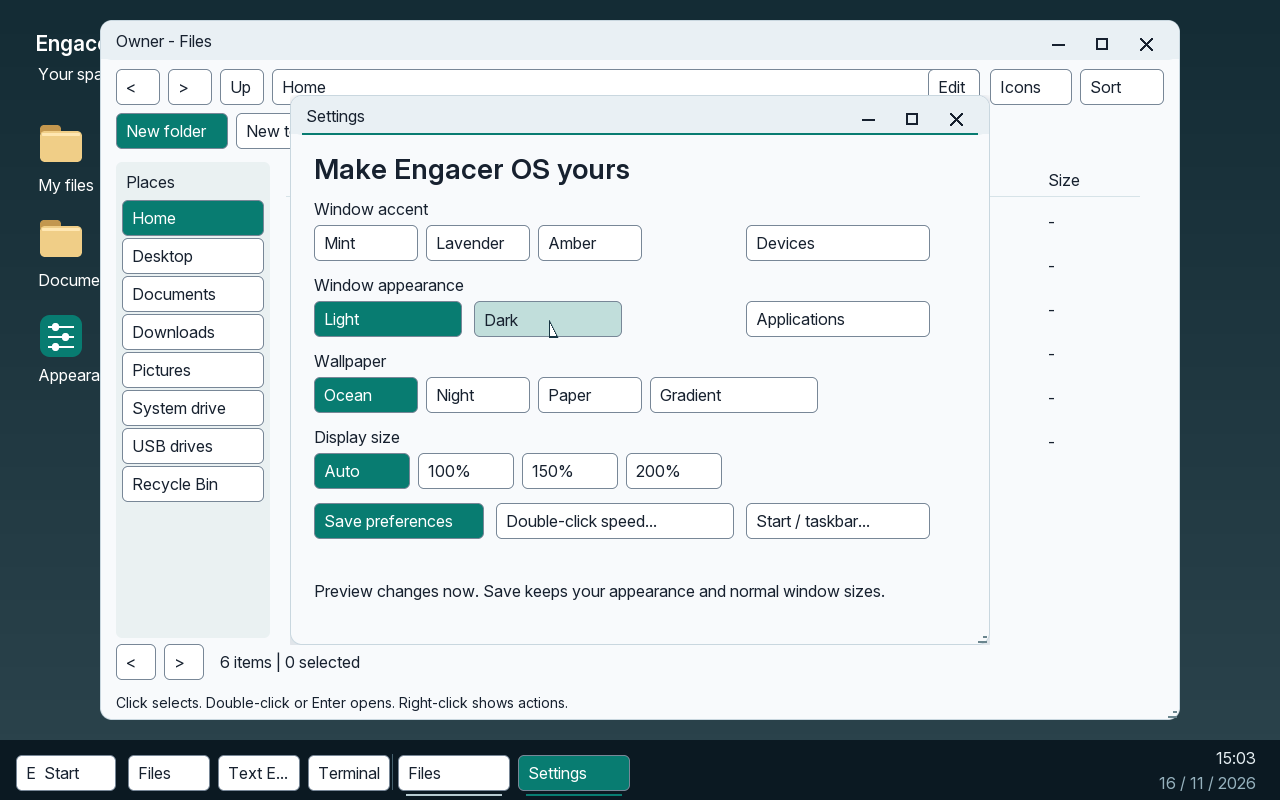 Engace
Your spa
My files
Docume
Appeara
Owner - Files
< > Up Home Edit Icons Sort
New folder New t
Places
Home
Desktop
Documents
Downloads
Pictures
System drive
USB drives
Recycle Bin
Size
-
-
-
-
-
-
Settings
Make Engacer OS yours
Window accent
Mint Lavender Amber Devices
Window appearance
Light Dark Applications
Wallpaper
Ocean Night Paper Gradient
Display size
Auto 100% 150% 200%
Save preferences Double-click speed... Start / taskbar...
Preview changes now. Save keeps your appearance and normal window sizes.
< > 6 items | 0 selected
Click selects. Double-click or Enter opens. Right-click shows actions.
E Start Files Text E... Terminal Files Settings
15:03
16 / 11 / 2026